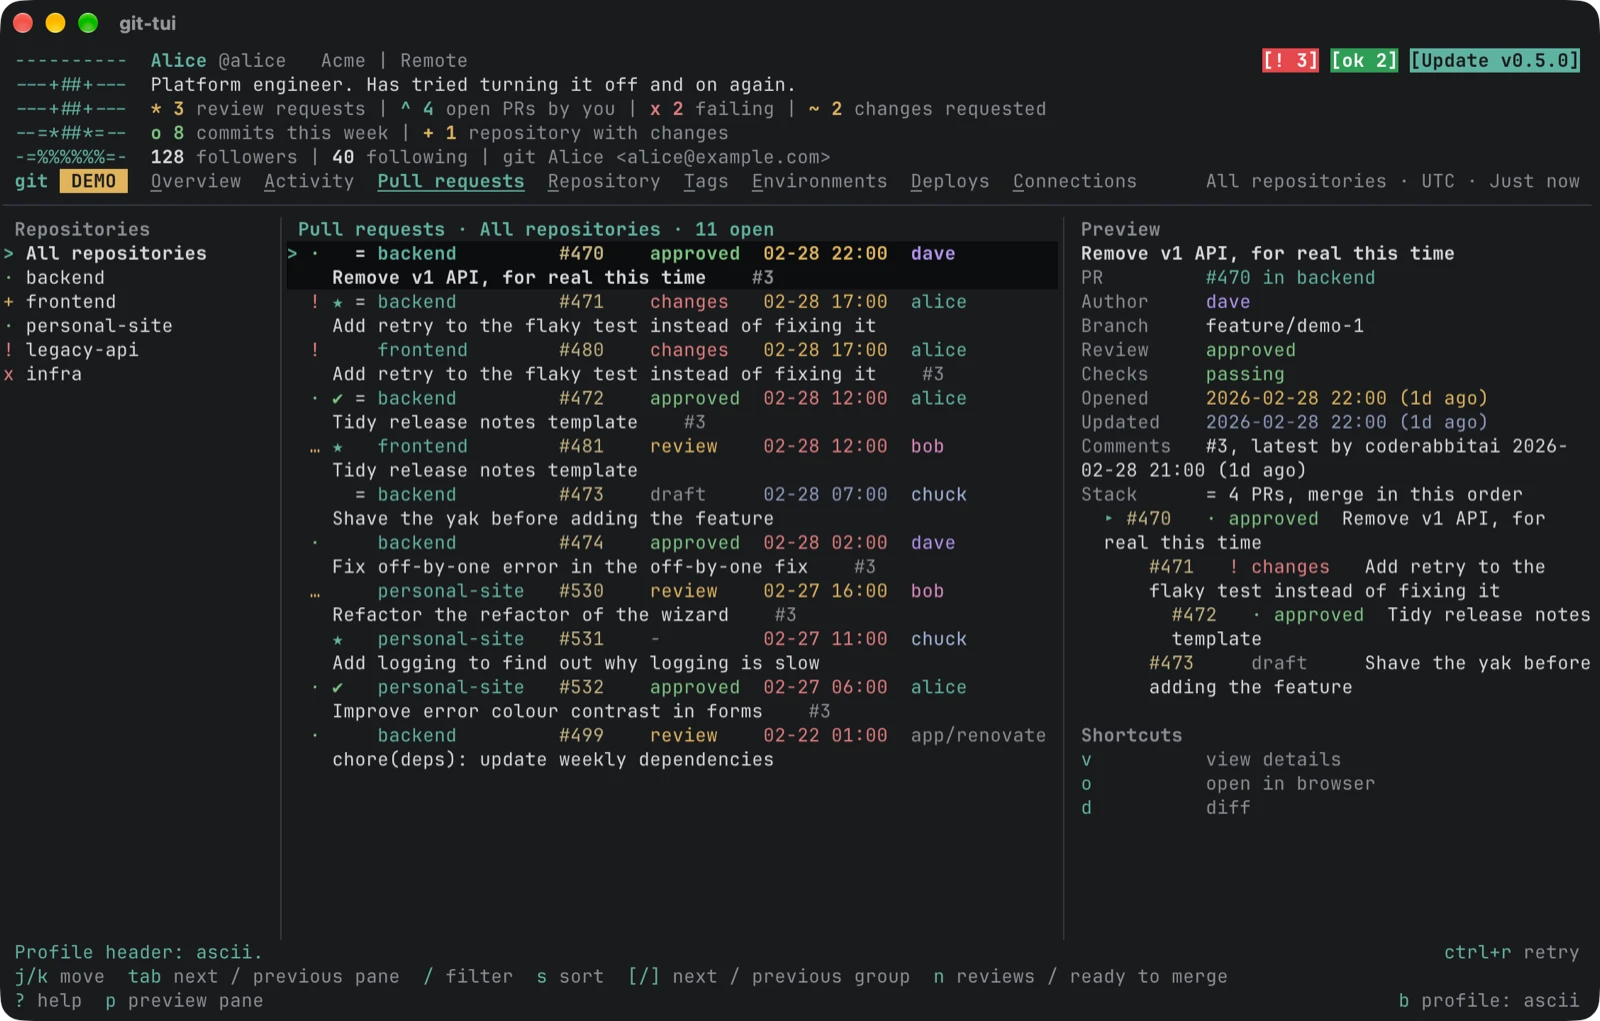 git-tui
---------- Alice @alice Acme | Remote [! 3] [ok 2] [Update v0.5.0]
---+##+--- Platform engineer. Has tried turning it off and on again.
---+##+--- * 3 review requests | ^ 4 open PRs by you | x 2 failing | ~ 2 changes requested
--=*##*=-- o 8 commits this week | + 1 repository with changes
-=%%%%%%=- 128 followers | 40 following | git Alice <alice@example.com>
git DEMO Overview Activity Pull requests Repository Tags Environments Deploys Connections All repositories · UTC · Just now
Repositories
> All repositories
· backend
+ frontend
· personal-site
! legacy-api
x infra
Pull requests · All repositories · 11 open
> · = backend #470 approved 02-28 22:00 dave
Remove v1 API, for real this time #3
! ★ = backend #471 changes 02-28 17:00 alice
Add retry to the flaky test instead of fixing it
! frontend #480 changes 02-28 17:00 alice
Add retry to the flaky test instead of fixing it #3
· ✔ = backend #472 approved 02-28 12:00 alice
Tidy release notes template #3
… ★ frontend #481 review 02-28 12:00 bob
Tidy release notes template
= backend #473 draft 02-28 07:00 chuck
Shave the yak before adding the feature
· backend #474 approved 02-28 02:00 dave
Fix off-by-one error in the off-by-one fix #3
… personal-site #530 review 02-27 16:00 bob
Refactor the refactor of the wizard #3
★ personal-site #531 - 02-27 11:00 chuck
Add logging to find out why logging is slow
· ✔ personal-site #532 approved 02-27 06:00 alice
Improve error colour contrast in forms #3
· backend #499 review 02-22 01:00 app/renovate
chore(deps): update weekly dependencies
Preview
Remove v1 API, for real this time
PR #470 in backend
Author dave
Branch feature/demo-1
Review approved
Checks passing
Opened 2026-02-28 22:00 (1d ago)
Updated 2026-02-28 22:00 (1d ago)
Comments #3, latest by coderabbitai 2026-
02-28 21:00 (1d ago)
Stack = 4 PRs, merge in this order
▸ #470 · approved Remove v1 API, for
real this time
#471 ! changes Add retry to the
flaky test instead of fixing it
#472 · approved Tidy release notes
template
#473 draft Shave the yak before
adding the feature
Shortcuts
v view details
o open in browser
d diff
Profile header: ascii. ctrl+r retry
j/k move tab next / previous pane / filter s sort [/] next / previous group n reviews / ready to merge
? help p preview pane b profile: ascii